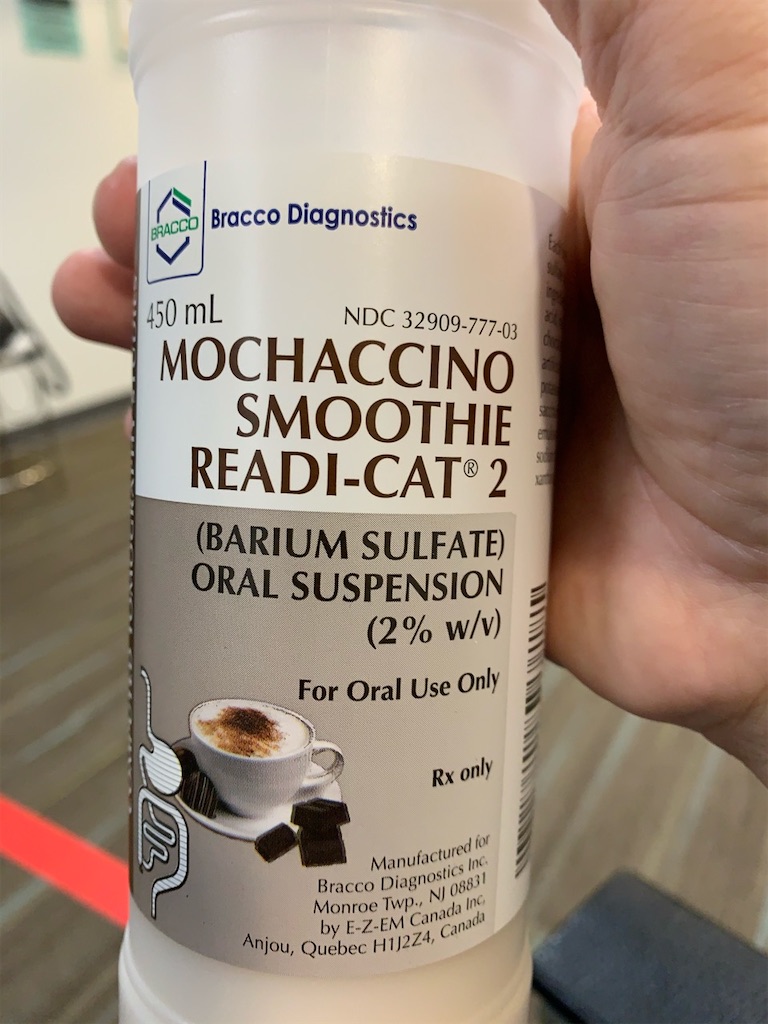 BRACCO
Bracco Diagnostics
450 mL
NDC 32909-777-03
MOCHACCINO
SMOOTHIE
READI-CAT® 2
(BARIUM SULFATE)
ORAL SUSPENSION
(2% w/v)
For Oral Use Only
Rx only
Manufactured for
Bracco Diagnostics Inc.
Monroe Twp., NJ 08831
by E-Z-EM Canada Inc.
Anjou, Quebec H1J2Z4, Canada